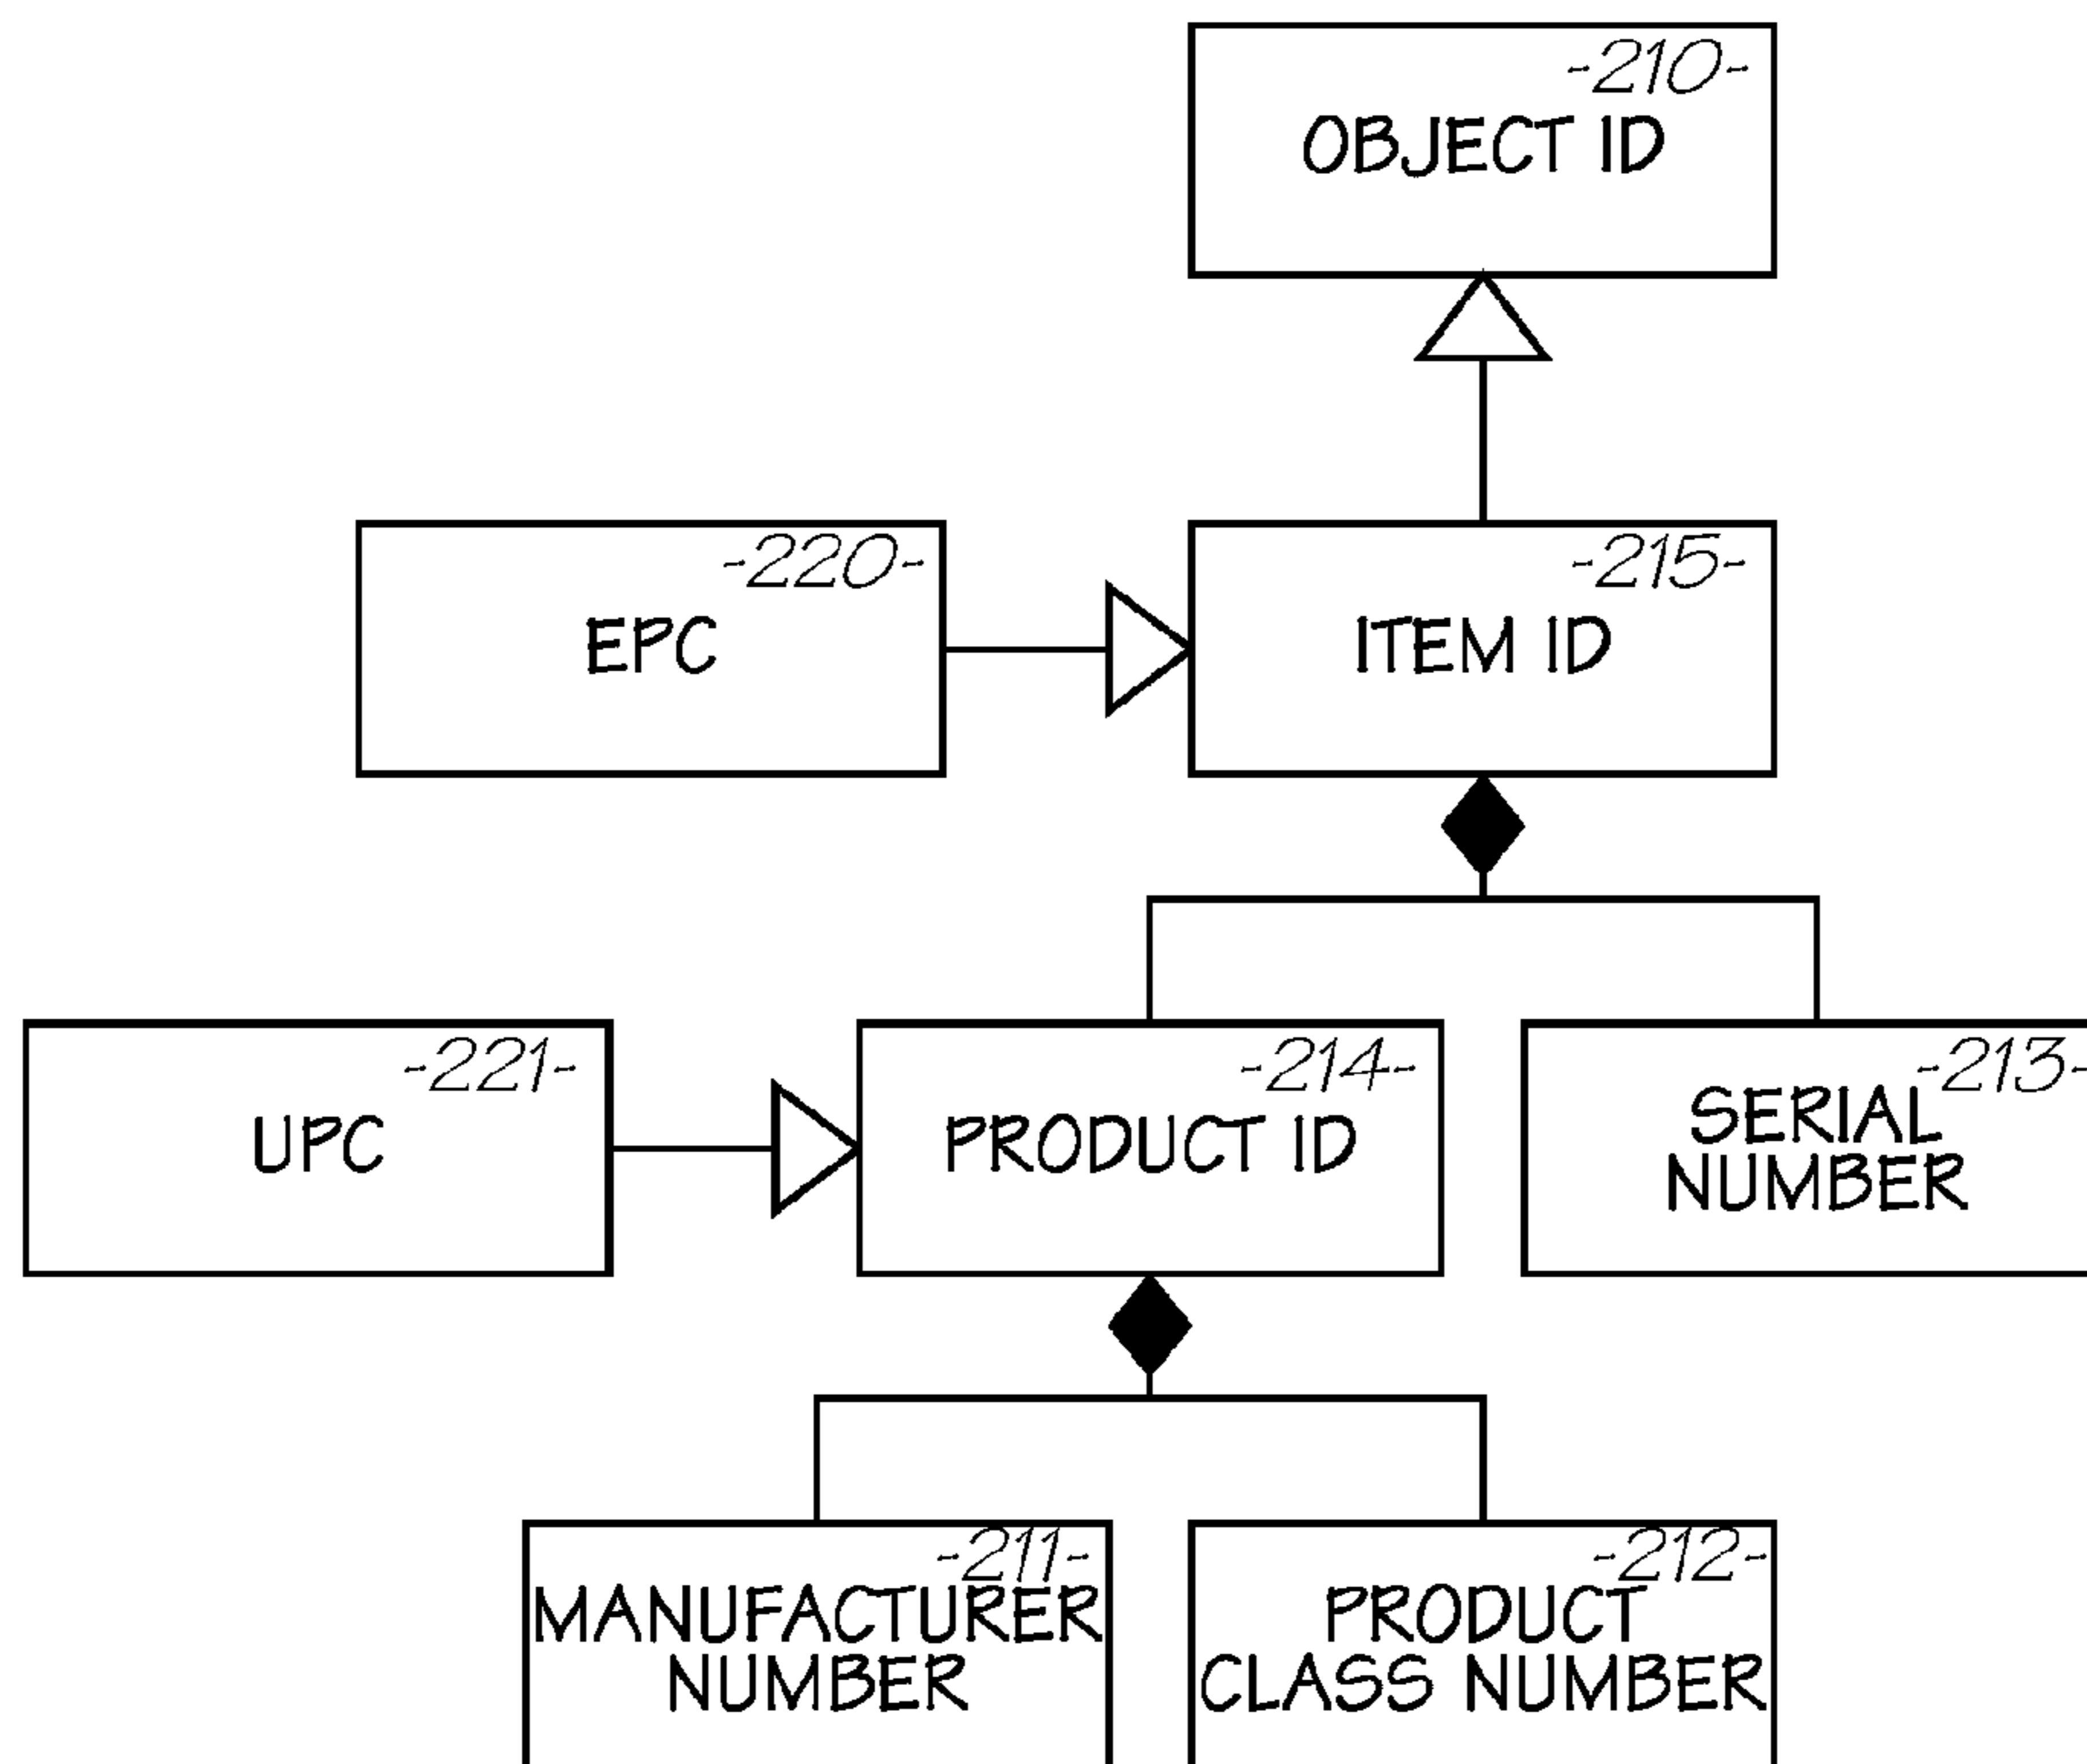 -210-
OBJECT ID
-220-
EPC
-215-
ITEM ID
-221-
UPC
-214-
PRODUCT ID
-213-
SERIAL
NUMBER
-211-
MANUFACTURER
NUMBER
-212-
PRODUCT
CLASS NUMBER